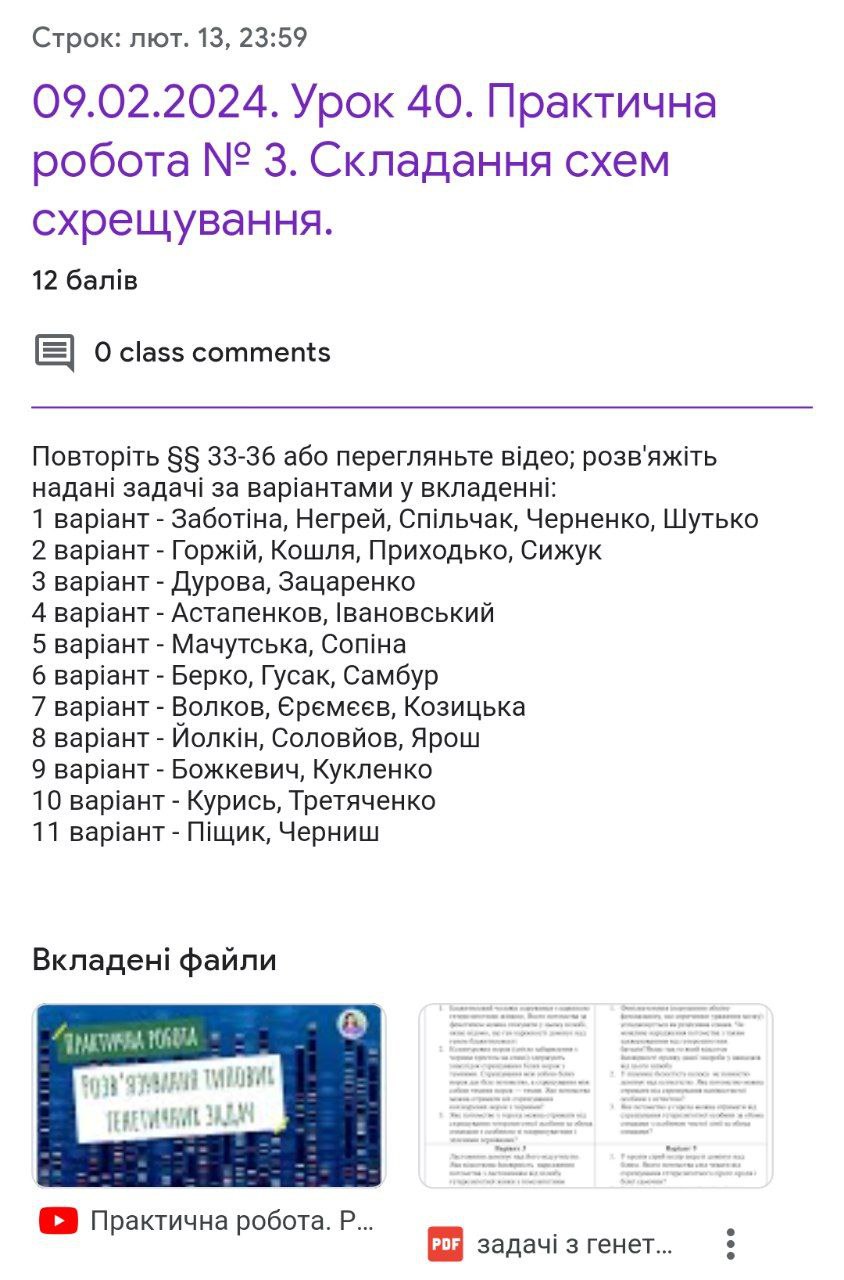 Строк: лют. 13, 23:59
09.02.2024. Урок 40. Практична
робота № 3. Складання схем
схрещування.
12 балів
0 class comments
Повторіть §§ 33-36 або перегляньте відео; розв'яжіть
надані задачі за варіантами у вкладенні:
1 варіант - Заботіна, Негрей, Спільчак, Черненко, Шутько
2 варіант - Горжій, Кошля, Приходько, Сижук
3 варіант - Дурова, Зацаренко
4 варіант - Астапенков, Івановський
5 варіант - Мачутська, Сопіна
6 варіант - Берко, Гусак, Самбур
7 варіант - Волков, Єрємєєв, Козицька
8 варіант - Йолкін, Соловйов, Ярош
9 варіант - Божкевич, Кукленко
10 варіант - Курись, Третяченко
11 варіант - Піщик, Черниш
Вкладені файли
ПРАКТИЧНА РОБОТА
РОЗВ'ЯЗУВАННЯ ТИПОВИХ
ГЕНЕТИЧНИХ ЗАДАЧ
Практична робота. Р...
PDF задачі з генет...